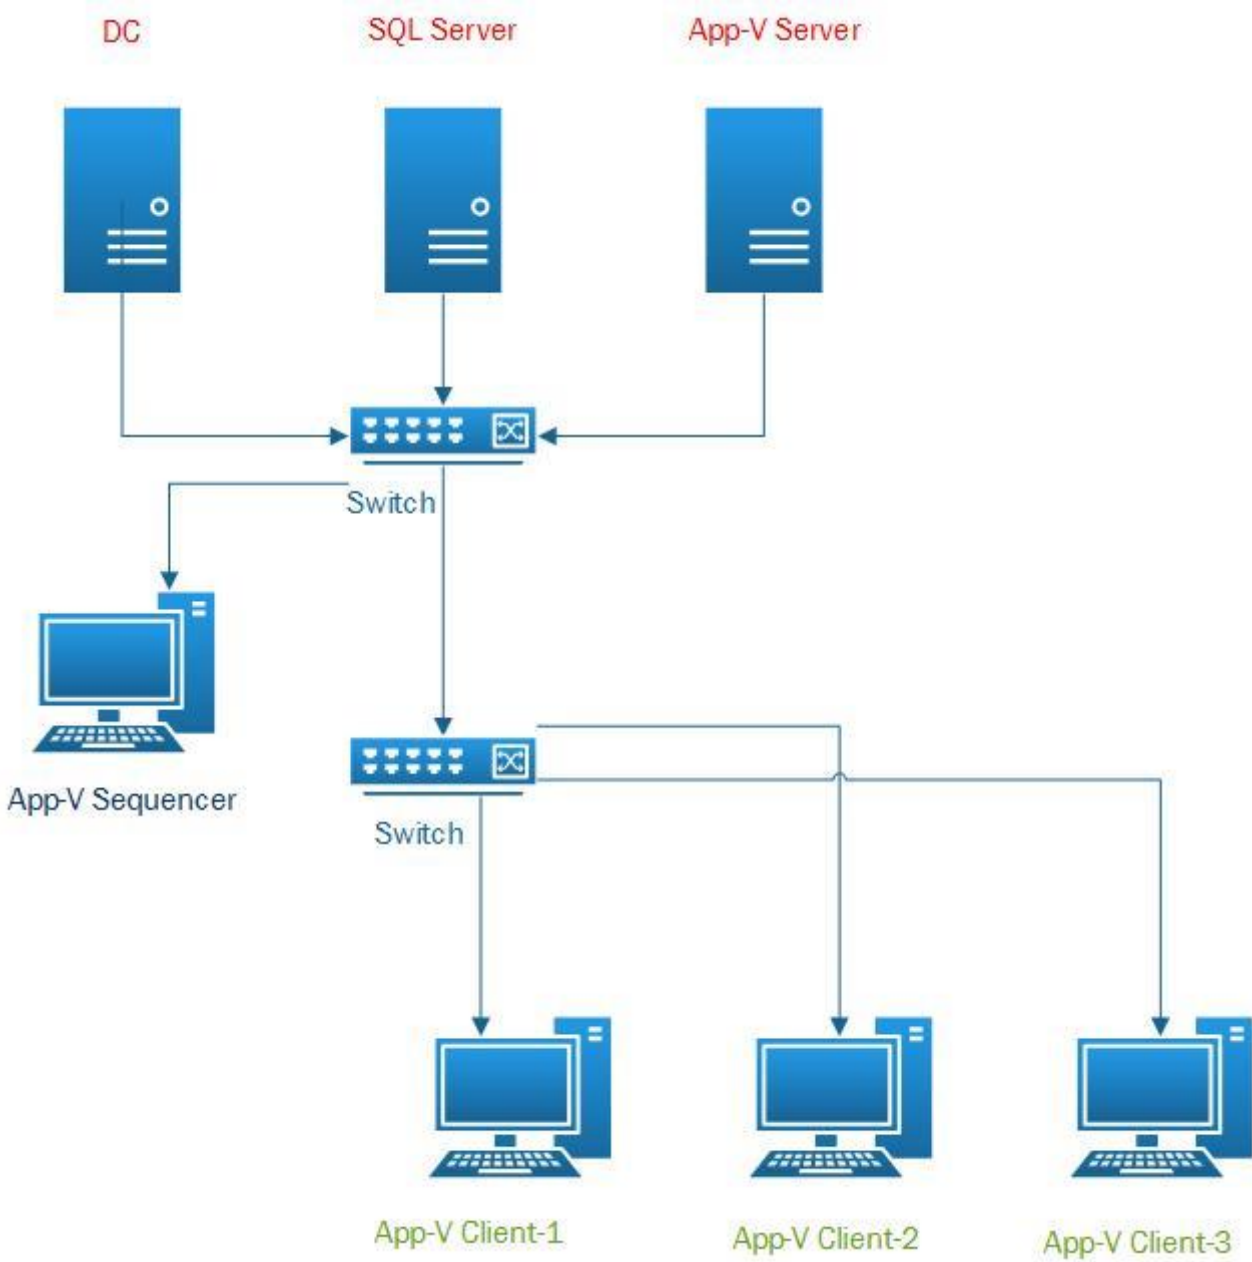 DC
SQL Server
App-V Server
Switch
App-V Sequencer
Switch
App-V Client-1
App-V Client-2
App-V Client-3